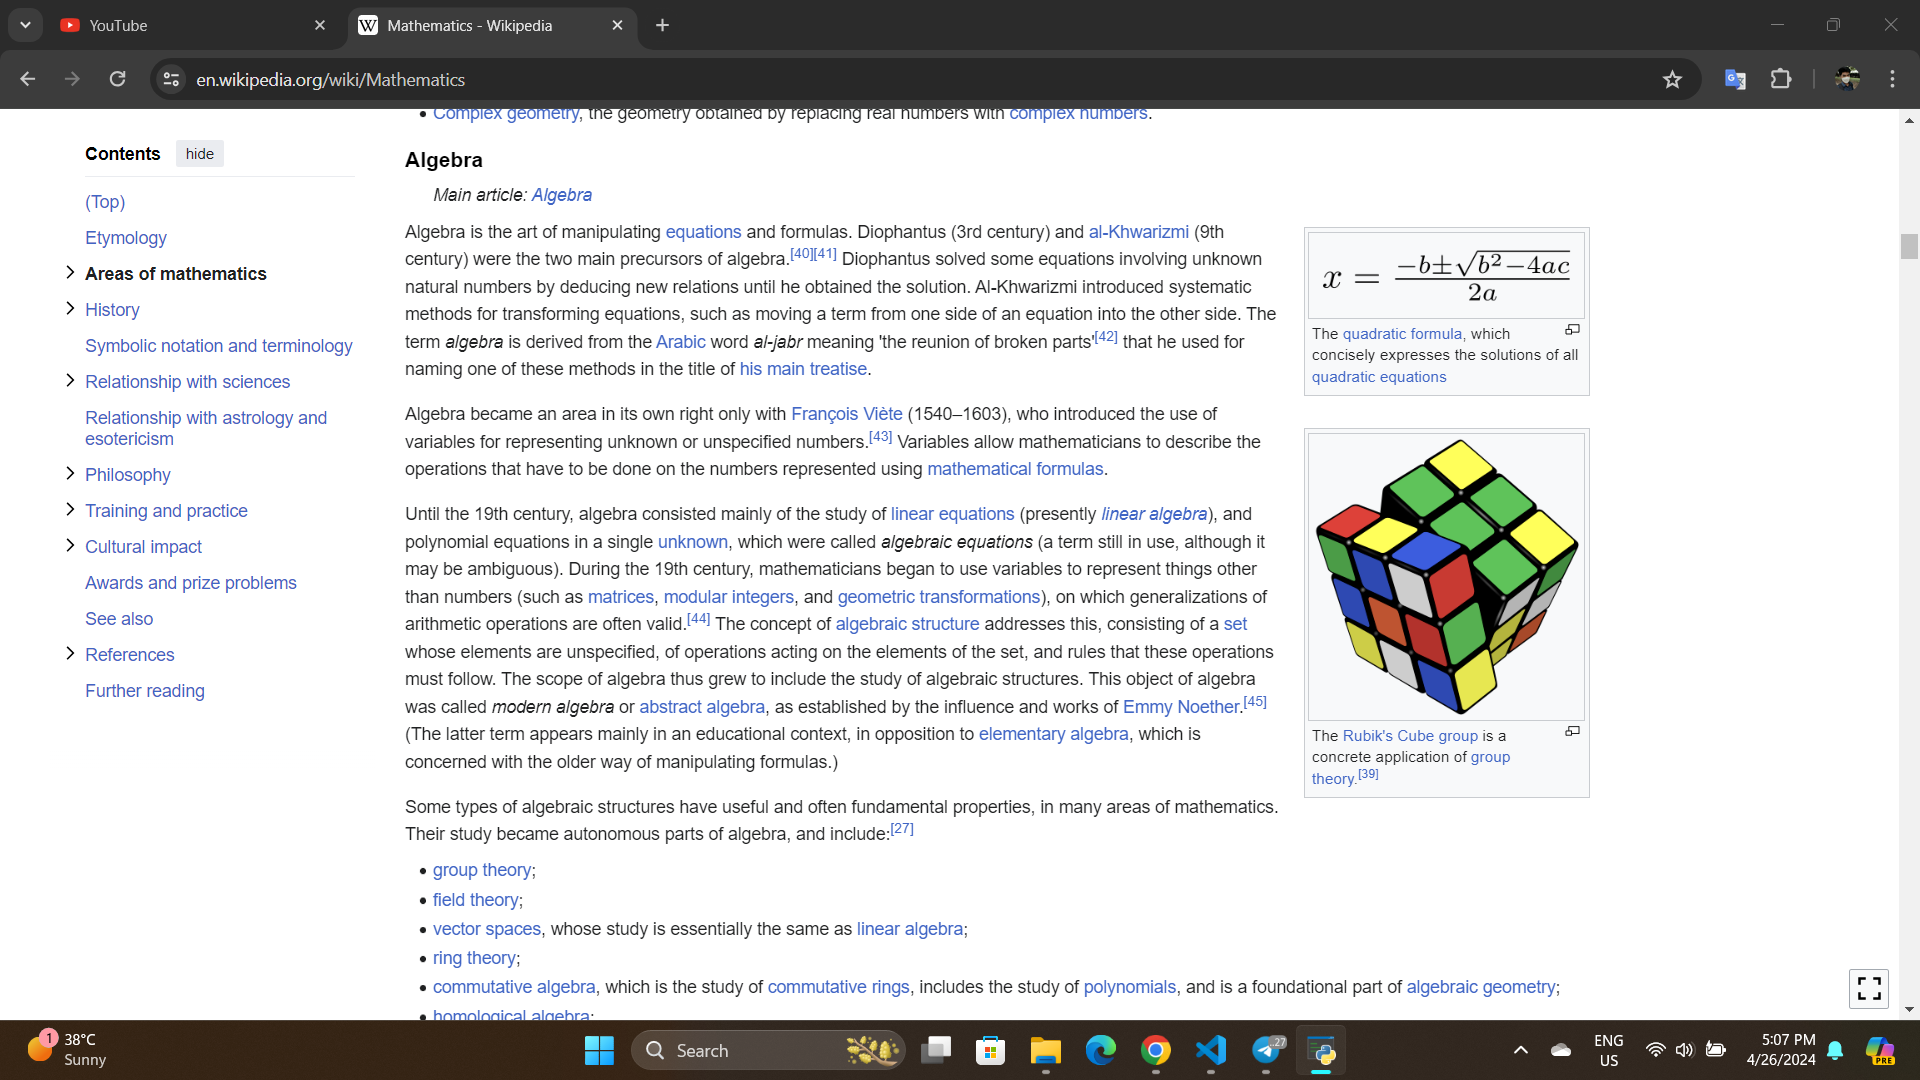 YouTube
Mathematics - Wikipedia
en.wikipedia.org/wiki/Mathematics
Contents
hide
(Top)
Etymology
Areas of mathematics
History
Symbolic notation and terminology
Relationship with sciences
Relationship with astrology and
esotericism
Philosophy
Training and practice
Cultural impact
Awards and prize problems
See also
References
Further reading
• Complex geometry, the geometry obtained by replacing real numbers with complex numbers.
Algebra
Main article: Algebra
Algebra is the art of manipulating equations and formulas. Diophantus (3rd century) and al-Khwarizmi (9th
century) were the two main precursors of algebra.[40][41] Diophantus solved some equations involving unknown
natural numbers by deducing new relations until he obtained the solution. Al-Khwarizmi introduced systematic
methods for transforming equations, such as moving a term from one side of an equation into the other side. The
term algebra is derived from the Arabic word al-jabr meaning 'the reunion of broken parts'[42] that he used for
naming one of these methods in the title of his main treatise.
Algebra became an area in its own right only with François Viète (1540–1603), who introduced the use of
variables for representing unknown or unspecified numbers.[43] Variables allow mathematicians to describe the
operations that have to be done on the numbers represented using mathematical formulas.
Until the 19th century, algebra consisted mainly of the study of linear equations (presently linear algebra), and
polynomial equations in a single unknown, which were called algebraic equations (a term still in use, although it
may be ambiguous). During the 19th century, mathematicians began to use variables to represent things other
than numbers (such as matrices, modular integers, and geometric transformations), on which generalizations of
arithmetic operations are often valid.[44] The concept of algebraic structure addresses this, consisting of a set
whose elements are unspecified, of operations acting on the elements of the set, and rules that these operations
must follow. The scope of algebra thus grew to include the study of algebraic structures. This object of algebra
was called modern algebra or abstract algebra, as established by the influence and works of Emmy Noether.[45]
(The latter term appears mainly in an educational context, in opposition to elementary algebra, which is
concerned with the older way of manipulating formulas.)
Some types of algebraic structures have useful and often fundamental properties, in many areas of mathematics.
Their study became autonomous parts of algebra, and include:[27]
• group theory;
• field theory;
• vector spaces, whose study is essentially the same as linear algebra;
• ring theory;
• commutative algebra, which is the study of commutative rings, includes the study of polynomials, and is a foundational part of algebraic geometry;
• homological algebra;
x = (−b±√(b²−4ac))/2a
The quadratic formula, which
concisely expresses the solutions of all
quadratic equations
The Rubik's Cube group is a
concrete application of group
theory.[39]
1
38°C
Sunny
Search
27
ENG
US
5:07 PM
4/26/2024
PRE